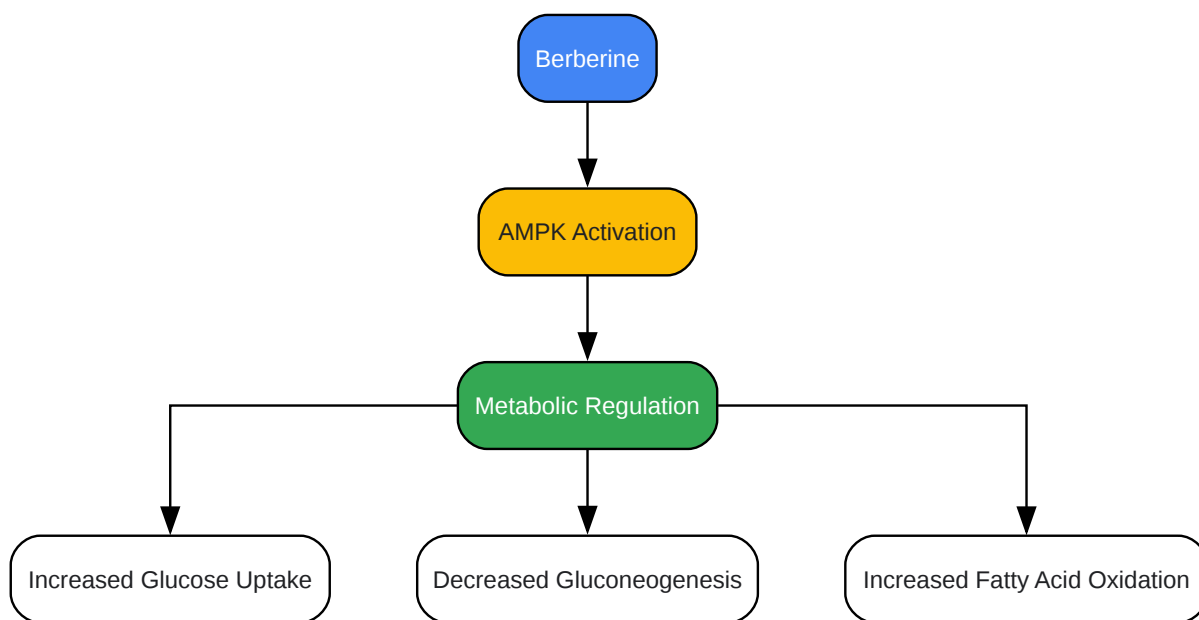 Berberine
AMPK Activation
Metabolic Regulation
Increased Glucose Uptake
Decreased Gluconeogenesis
Increased Fatty Acid Oxidation